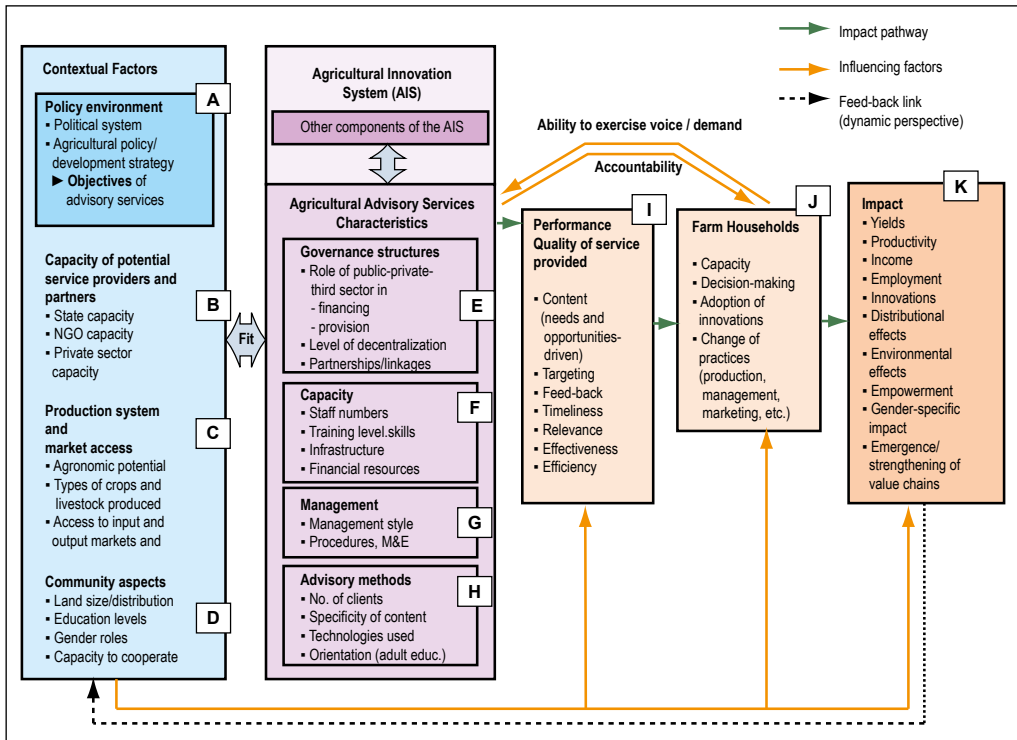 Contextual Factors
A
Policy environment
▪ Political system
▪ Agricultural policy/
development strategy
► Objectives of
advisory services
Capacity of potential
service providers and
partners
B
▪ State capacity
▪ NGO capacity
▪ Private sector
capacity
Production system
and
market access
C
▪ Agronomic potential
▪ Types of crops and
livestock produced
▪ Access to input and
output markets and
Community aspects
▪ Land size/distribution
▪ Education levels
D
▪ Gender roles
▪ Capacity to cooperate
Fit
Agricultural Innovation
System (AIS)
Other components of the AIS
Agricultural Advisory Services
Characteristics
Governance structures
▪ Role of public-private-
third sector in
E
- financing
- provision
▪ Level of decentralization
▪ Partnerships/linkages
Capacity
F
▪ Staff numbers
▪ Training level.skills
▪ Infrastructure
▪ Financial resources
Management
G
▪ Management style
▪ Procedures, M&E
Advisory methods
H
▪ No. of clients
▪ Specificity of content
▪ Technologies used
▪ Orientation (adult educ.)
Ability to exercise voice / demand
Accountability
I
Performance
Quality of service
provided
▪ Content
(needs and
opportunities-
driven)
▪ Targeting
▪ Feed-back
▪ Timeliness
▪ Relevance
▪ Effectiveness
▪ Efficiency
J
Farm Households
▪ Capacity
▪ Decision-making
▪ Adoption of
innovations
▪ Change of
practices
(production,
management,
marketing, etc.)
K
Impact
▪ Yields
▪ Productivity
▪ Income
▪ Employment
▪ Innovations
▪ Distributional
effects
▪ Environmental
effects
▪ Empowerment
▪ Gender-specific
impact
▪ Emergence/
strengthening of
value chains
Impact pathway
Influencing factors
Feed-back link
(dynamic perspective)